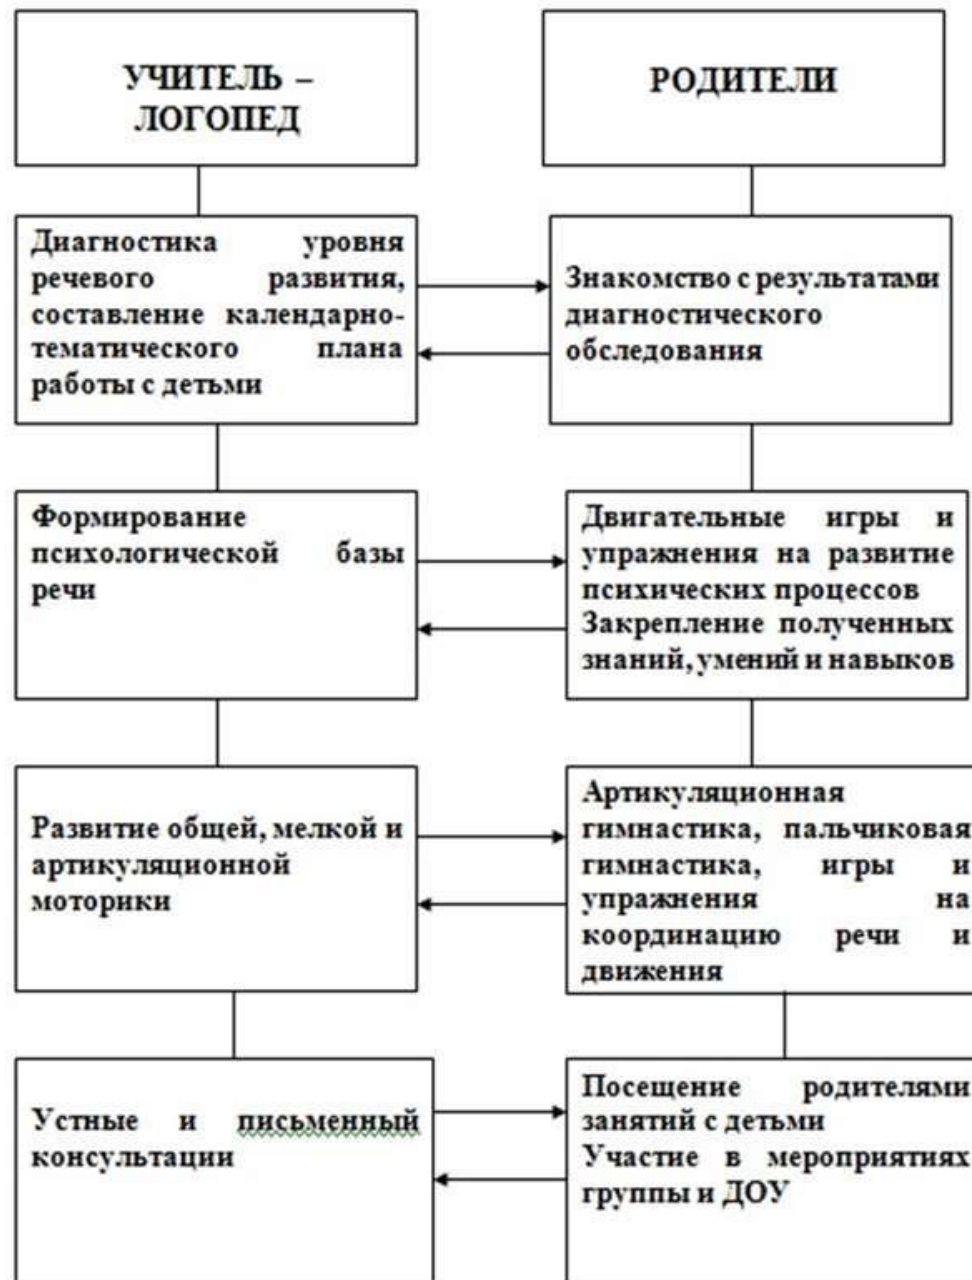 УЧИТЕЛЬ –
ЛОГОПЕД
РОДИТЕЛИ
Диагностика уровня
речевого развития,
составление календарно-
тематического плана
работы с детьми
Знакомство с результатами
диагностического
обследования
Формирование
психологической базы
речи
Двигательные игры и
упражнения на развитие
психических процессов
Закрепление полученных
знаний, умений и навыков
Развитие общей, мелкой и
артикуляционной
моторики
Артикуляционная
гимнастика, пальчиковая
гимнастика, игры и
упражнения на
координацию речи и
движения
Устные и письменный
консультации
Посещение родителями
занятий с детьми
Участие в мероприятиях
группы и ДОУ